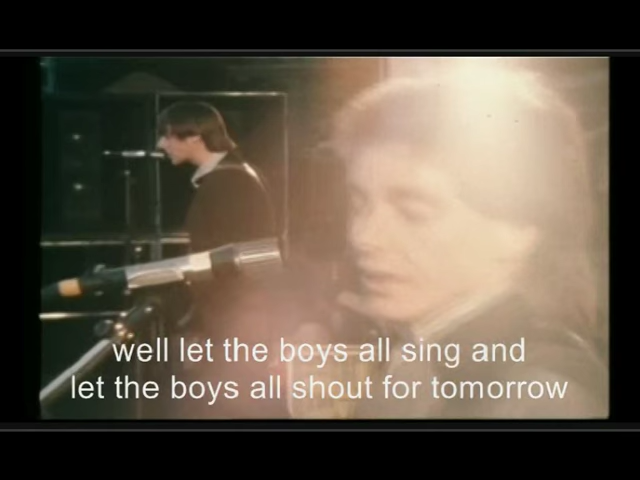 well let the boys all sing and
let the boys all shout for tomorrow